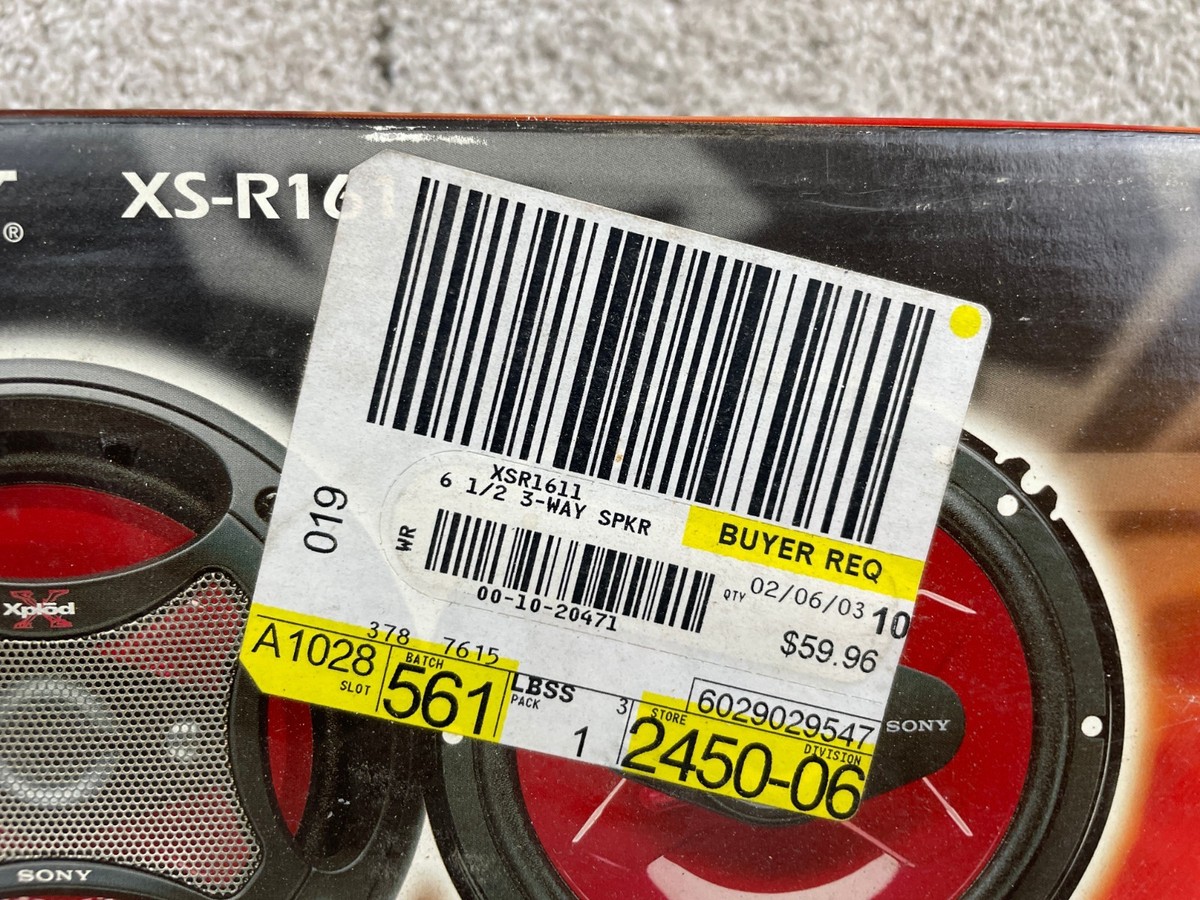 XS-R161
®
XSR1611
6 1/2 3-WAY SPKR
BUYER REQ
019
WR
00-10-20471
QTY 02/06/03 10
$59.96
378 7615
A1028 SLOT
BATCH 561
LBSS
PACK 1
3
6029029547
STORE DIVISION
2450-06
Xplōd
SONY
SONY